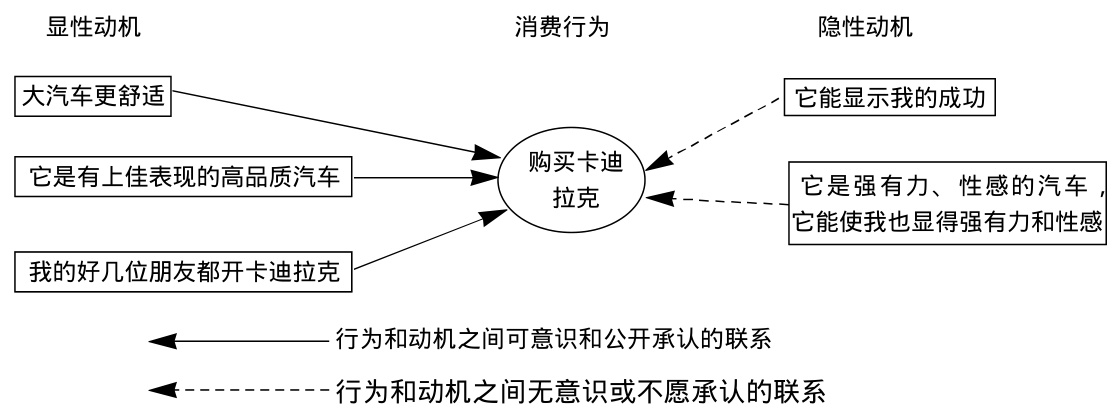 显性动机
消费行为
隐性动机
大汽车更舒适
它是有上佳表现的高品质汽车
我的好几位朋友都开卡迪拉克
购买卡迪
拉克
它能显示我的成功
它是强有力、性感的汽车,
它能使我也显得强有力和性感
行为和动机之间可意识和公开承认的联系
行为和动机之间无意识或不愿承认的联系